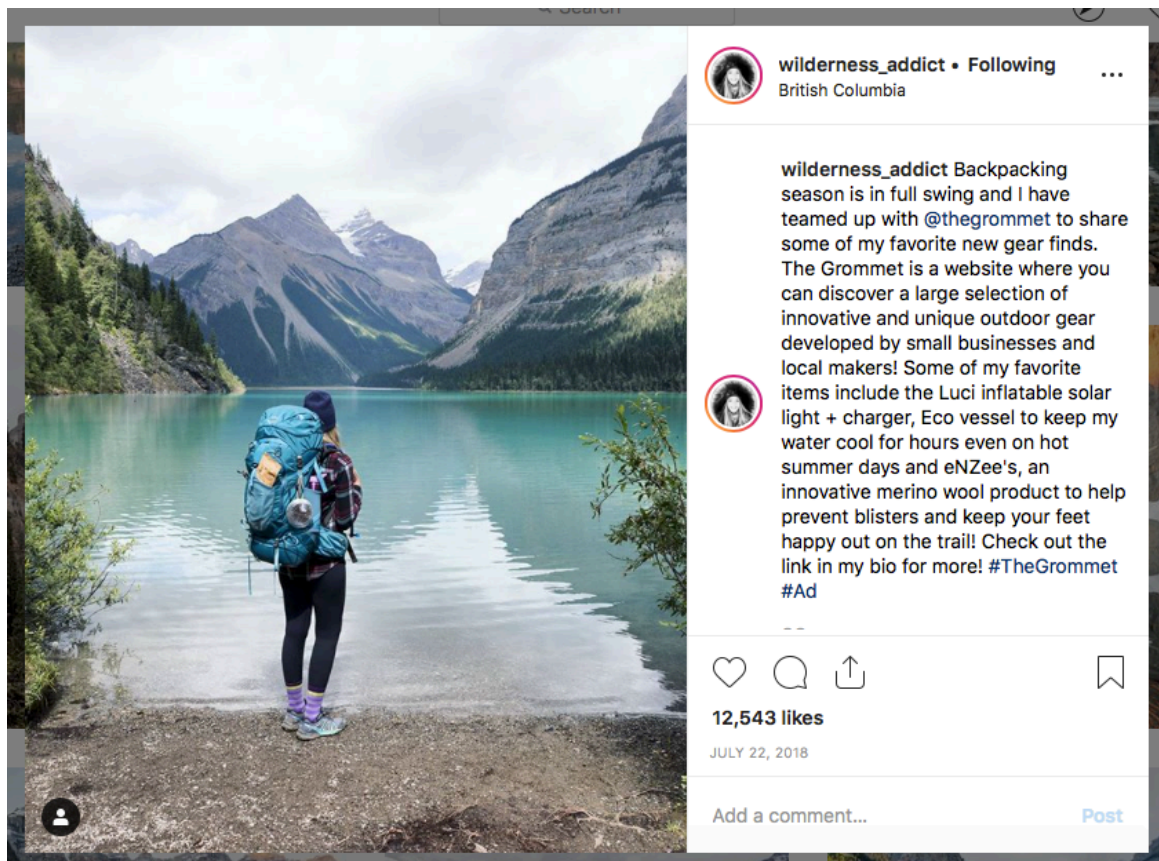 Search
wilderness_addict • Following
British Columbia
wilderness_addict Backpacking
season is in full swing and I have
teamed up with @thegrommet to share
some of my favorite new gear finds.
The Grommet is a website where you
can discover a large selection of
innovative and unique outdoor gear
developed by small businesses and
local makers! Some of my favorite
items include the Luci inflatable solar
light + charger, Eco vessel to keep my
water cool for hours even on hot
summer days and eNZee's, an
innovative merino wool product to help
prevent blisters and keep your feet
happy out on the trail! Check out the
link in my bio for more! #TheGrommet
#Ad
12,543 likes
JULY 22, 2018
Add a comment... Post